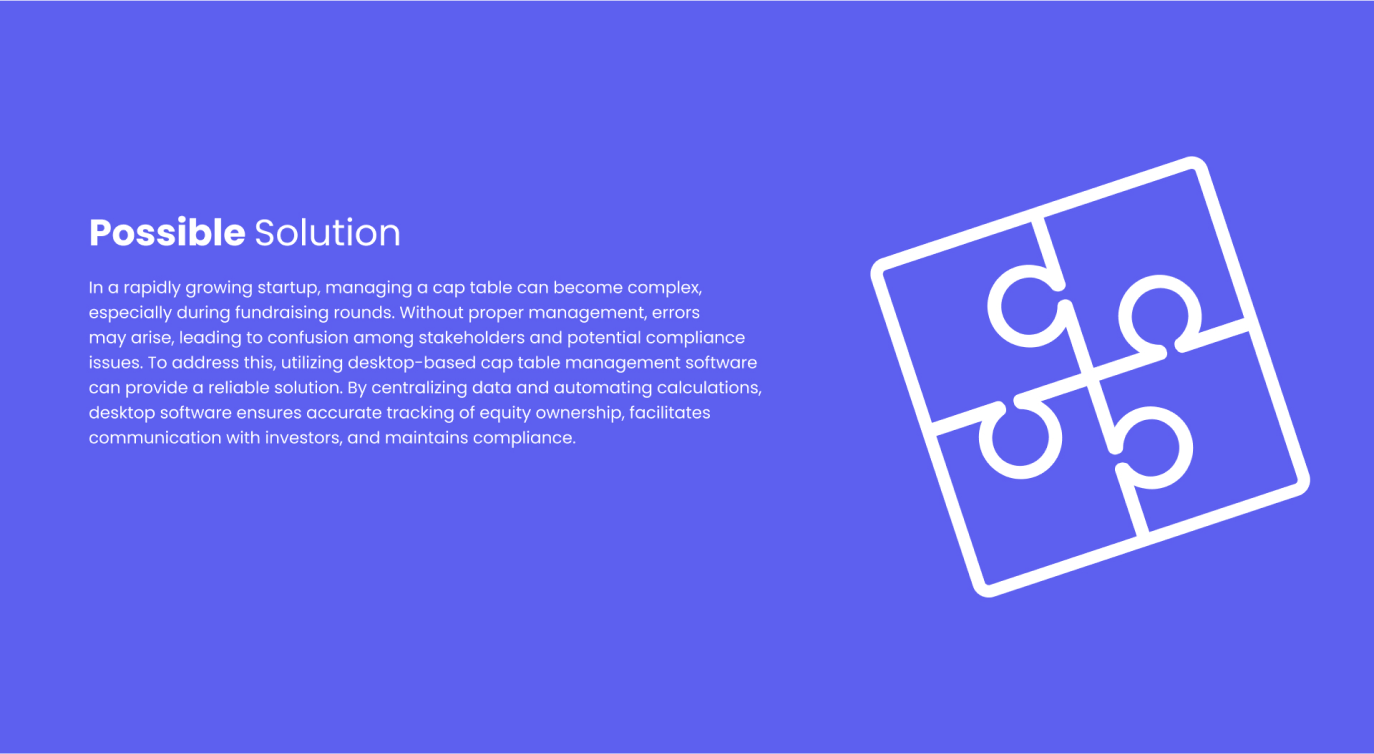 Possible Solution
In a rapidly growing startup, managing a cap table can become complex,
especially during fundraising rounds. Without proper management, errors
may arise, leading to confusion among stakeholders and potential compliance
issues. To address this, utilizing desktop-based cap table management software
can provide a reliable solution. By centralizing data and automating calculations,
desktop software ensures accurate tracking of equity ownership, facilitates
communication with investors, and maintains compliance.